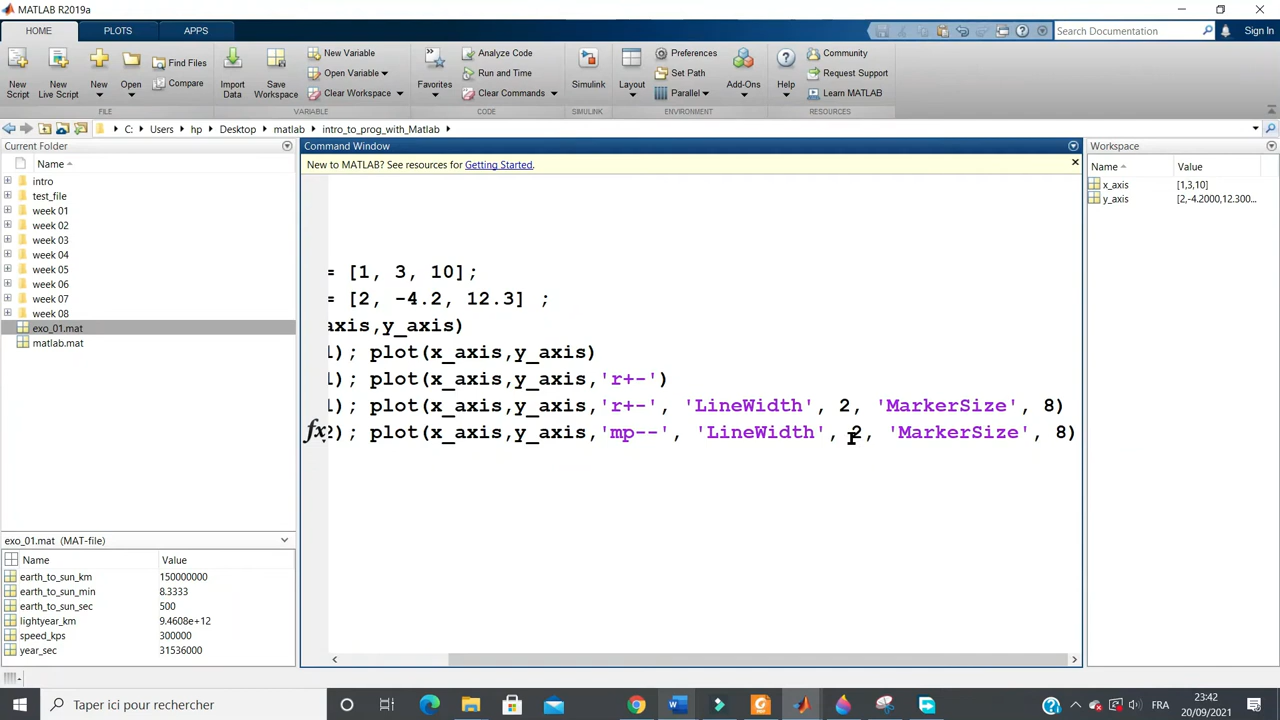 MATLAB R2019a
HOME PLOTS APPS
Search Documentation Sign In
New Script
New Live Script
New
Open
Find Files
Compare
Import Data
Save Workspace
New Variable
Open Variable
Clear Workspace
Favorites
Analyze Code
Run and Time
Clear Commands
Simulink
Layout
Preferences
Set Path
Parallel
Add-Ons
Help
Community
Request Support
Learn MATLAB
FILE VARIABLE CODE SIMULINK ENVIRONMENT RESOURCES
C: Users hp Desktop matlab intro_to_prog_with_Matlab
Current Folder
Name
intro
test_file
week 01
week 02
week 03
week 04
week 05
week 06
week 07
week 08
exo_01.mat
matlab.mat
exo_01.mat (MAT-file)
Name Value
earth_to_sun_km 150000000
earth_to_sun_min 8.3333
earth_to_sun_sec 500
lightyear_km 9.4608e+12
speed_kps 300000
year_sec 31536000
Command Window
New to MATLAB? See resources for Getting Started.
= [1, 3, 10];
= [2, -4.2, 12.3] ;
axis,y_axis)
1); plot(x_axis,y_axis)
1); plot(x_axis,y_axis,'r+-')
1); plot(x_axis,y_axis,'r+-', 'LineWidth', 2, 'MarkerSize', 8)
fx 2); plot(x_axis,y_axis,'mp--', 'LineWidth', 2, 'MarkerSize', 8)
Workspace
Name Value
x_axis [1,3,10]
y_axis [2,-4.2000,12.300...
Taper ici pour rechercher
FRA
23:42
20/09/2021